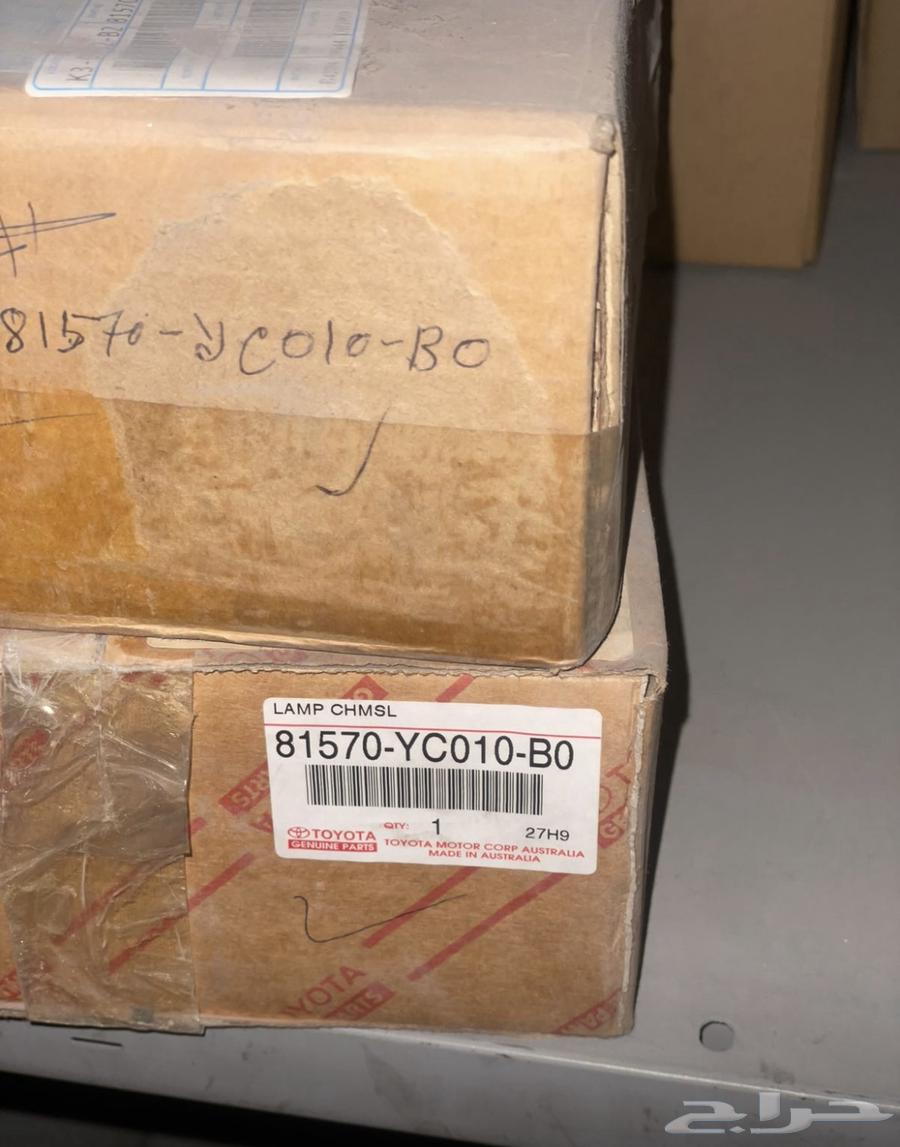 #
81570-YC010-B0
LAMP CHMSL
81570-YC010-B0
QTY: 1
27H9
TOYOTA
GENUINE PARTS
TOYOTA MOTOR CORP AUSTRALIA
MADE IN AUSTRALIA
TOYOTA
حراج